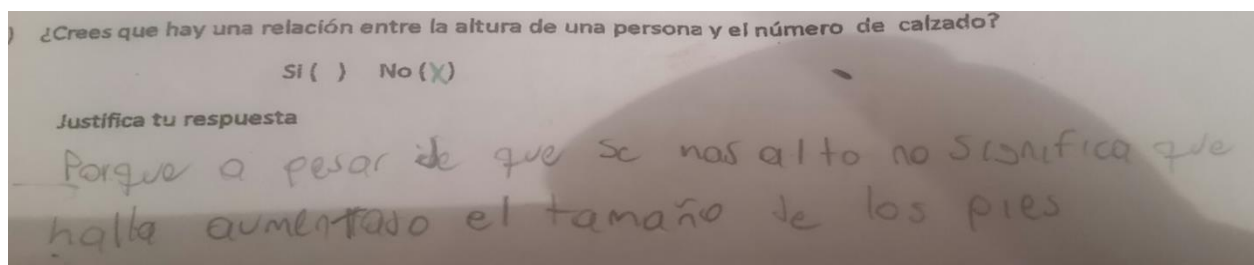 ) ¿Crees que hay una relación entre la altura de una persona y el número de calzado?
Si ( ) No (X)
Justifica tu respuesta
Porque a pesar de que se mas alto no significa que
halla aumentado el tamaño de los pies